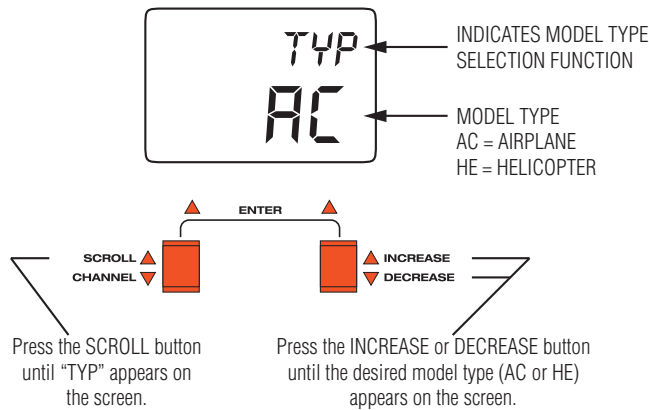 TYP
INDICATES MODEL TYPE
SELECTION FUNCTION
AC
MODEL TYPE
AC = AIRPLANE
HE = HELICOPTER
ENTER
SCROLL
CHANNEL
INCREASE
DECREASE
Press the SCROLL button
until “TYP” appears on
the screen.
Press the INCREASE or DECREASE button
until the desired model type (AC or HE)
appears on the screen.